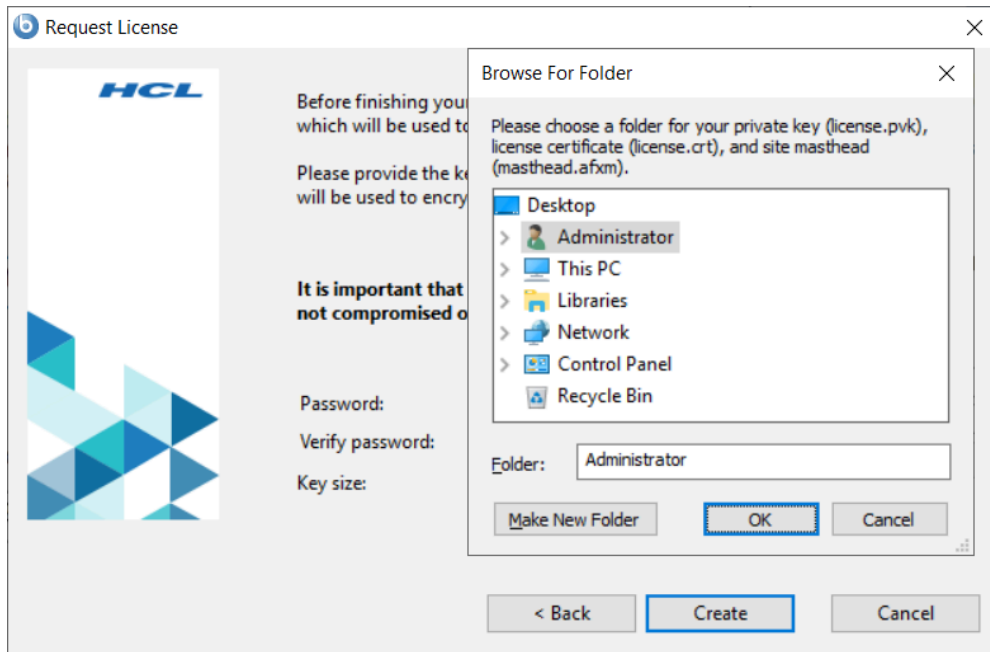 Request License
HCL
Before finishing your
which will be used to
Please provide the ke
will be used to encry
It is important that
not compromised o
Password:
Verify password:
Key size:
Browse For Folder
Please choose a folder for your private key (license.pvk),
license certificate (license.crt), and site masthead
(masthead.afxm).
Desktop
Administrator
This PC
Libraries
Network
Control Panel
Recycle Bin
Folder: Administrator
Make New Folder OK Cancel
< Back Create Cancel